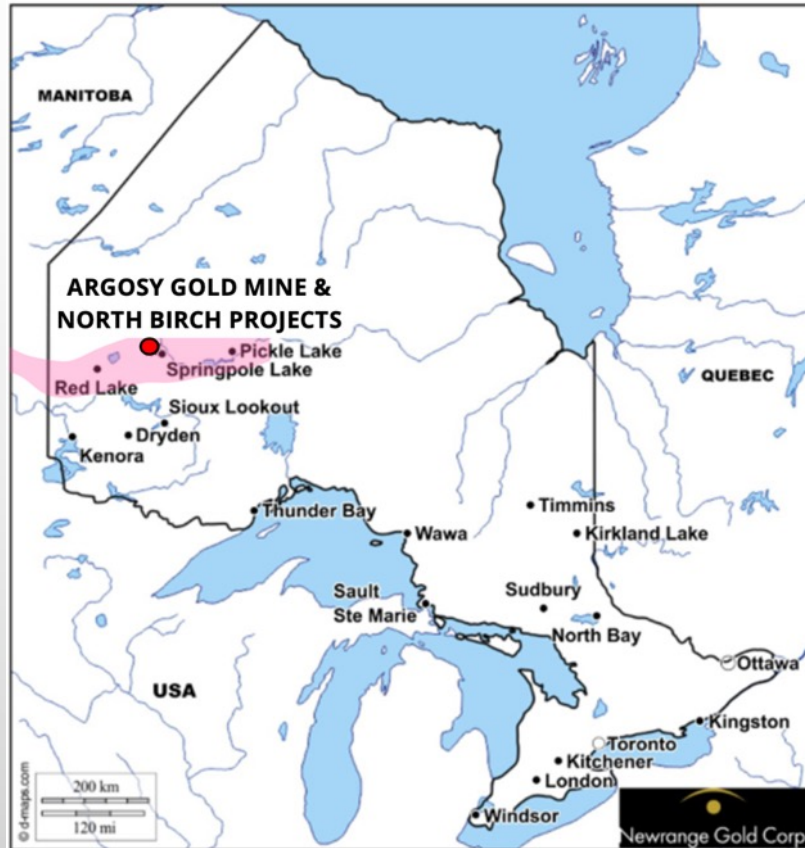 MANITOBA
ARGOSY GOLD MINE &
NORTH BIRCH PROJECTS
Pickle Lake
Springpole Lake
Red Lake
QUEBEC
Sioux Lookout
Dryden
Kenora
Timmins
Thunder Bay
Wawa
Kirkland Lake
Sault
Ste Marie
Sudbury
North Bay
USA
Ottawa
Kingston
Toronto
Kitchener
London
Windsor
200 km
120 mi
© d-maps.com
Newrange Gold Corp